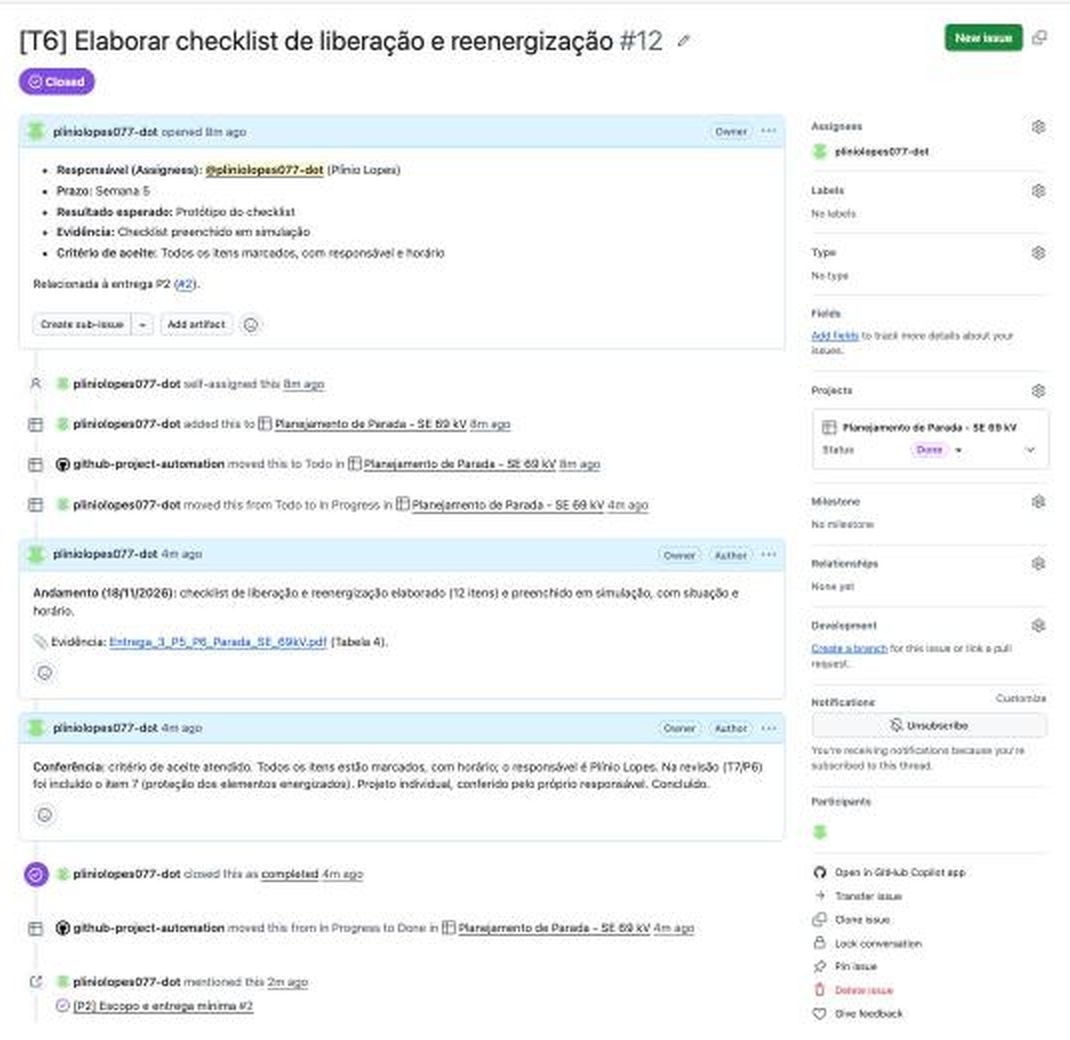 [T6] Elaborar checklist de liberação e reenergização #12
New issue
Closed
pliniolopes077-dot opened 8m ago
Owner
Responsável (Assignees): @pliniolopes077-dot (Plínio Lopes)
Prazo: Semana 5
Resultado esperado: Protótipo do checklist
Evidência: Checklist preenchido em simulação
Critério de aceite: Todos os itens marcados, com responsável e horário
Relacionada à entrega P2 (#2).
Create sub-issue
Add artifact
pliniolopes077-dot self-assigned this 8m ago
pliniolopes077-dot added this to Planejamento de Parada - SE 69 kV 8m ago
github-project-automation moved this to Todo in Planejamento de Parada - SE 69 kV 8m ago
pliniolopes077-dot moved this from Todo to In Progress in Planejamento de Parada - SE 69 kV 4m ago
pliniolopes077-dot 4m ago
Owner
Author
Andamento (18/11/2026): checklist de liberação e reenergização elaborado (12 itens) e preenchido em simulação, com situação e
horário.
Evidência: Entrega_3_P5_P6_Parada_SE_69kV.pdf (Tabela 4).
pliniolopes077-dot 4m ago
Owner
Author
Conferência: critério de aceite atendido. Todos os itens estão marcados, com horário; o responsável é Plínio Lopes. Na revisão (T7/P6)
foi incluído o item 7 (proteção dos elementos energizados). Projeto individual, conferido pelo próprio responsável. Concluído.
pliniolopes077-dot closed this as completed 4m ago
github-project-automation moved this from In Progress to Done in Planejamento de Parada - SE 69 kV 4m ago
pliniolopes077-dot mentioned this 2m ago
[P2] Escopo e entrega mínima #2
Assignees
pliniolopes077-dot
Labels
No labels
Type
No type
Fields
Add fields to track more details about your
issues.
Projects
Planejamento de Parada - SE 69 kV
Status
Done
Milestone
No milestone
Relationships
None yet
Development
Create a branch for this issue or link a pull
request.
Notifications
Customize
Unsubscribe
You're receiving notifications because you're
subscribed to this thread.
Participants
Open in GitHub Copilot app
Transfer issue
Clone issue
Lock conversation
Pin issue
Delete issue
Give feedback